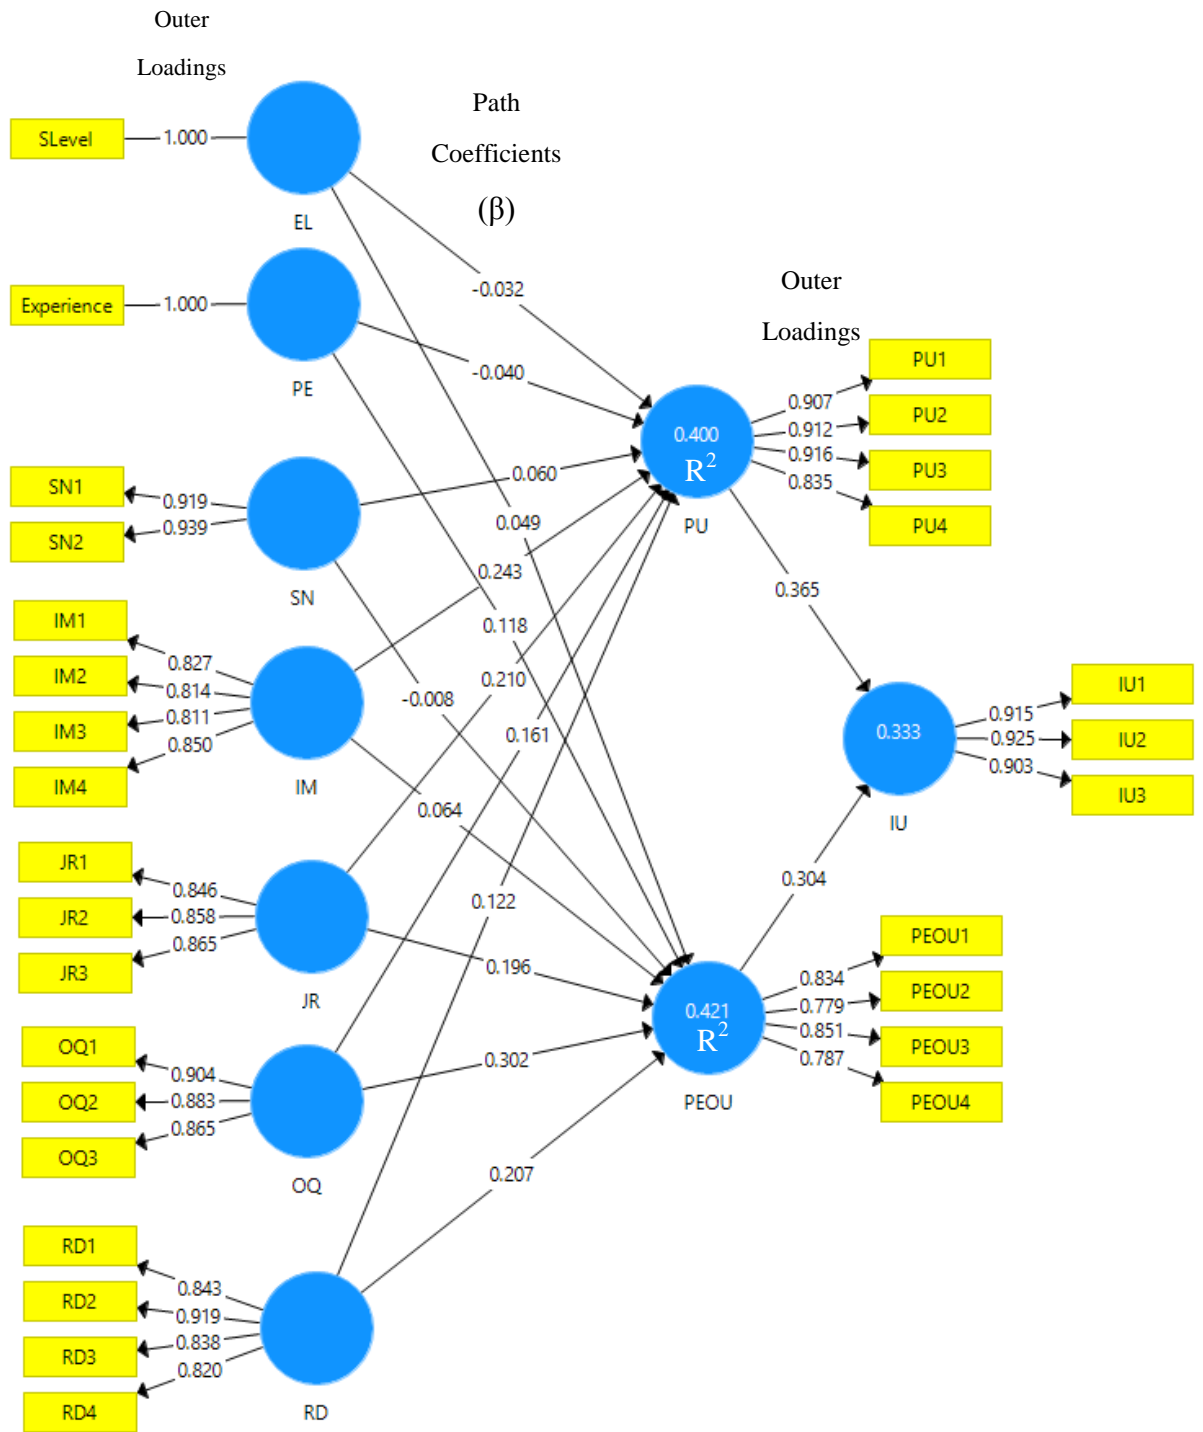 Outer
Loadings
Path
Coefficients
(β)
Outer
Loadings
SLevel
1.000
EL
Experience
1.000
PE
SN1
SN2
0.919
0.939
SN
IM1
IM2
IM3
IM4
0.827
0.814
0.811
0.850
IM
JR1
JR2
JR3
0.846
0.858
0.865
JR
OQ1
OQ2
OQ3
0.904
0.883
0.865
OQ
RD1
RD2
RD3
RD4
0.843
0.919
0.838
0.820
RD
-0.032
-0.040
0.060
0.049
0.243
0.118
0.210
-0.008
0.161
0.064
0.122
0.196
0.302
0.207
0.400
R²
PU
0.907
0.912
0.916
0.835
PU1
PU2
PU3
PU4
0.365
0.333
IU
0.915
0.925
0.903
IU1
IU2
IU3
0.304
0.421
R²
PEOU
0.834
0.779
0.851
0.787
PEOU1
PEOU2
PEOU3
PEOU4